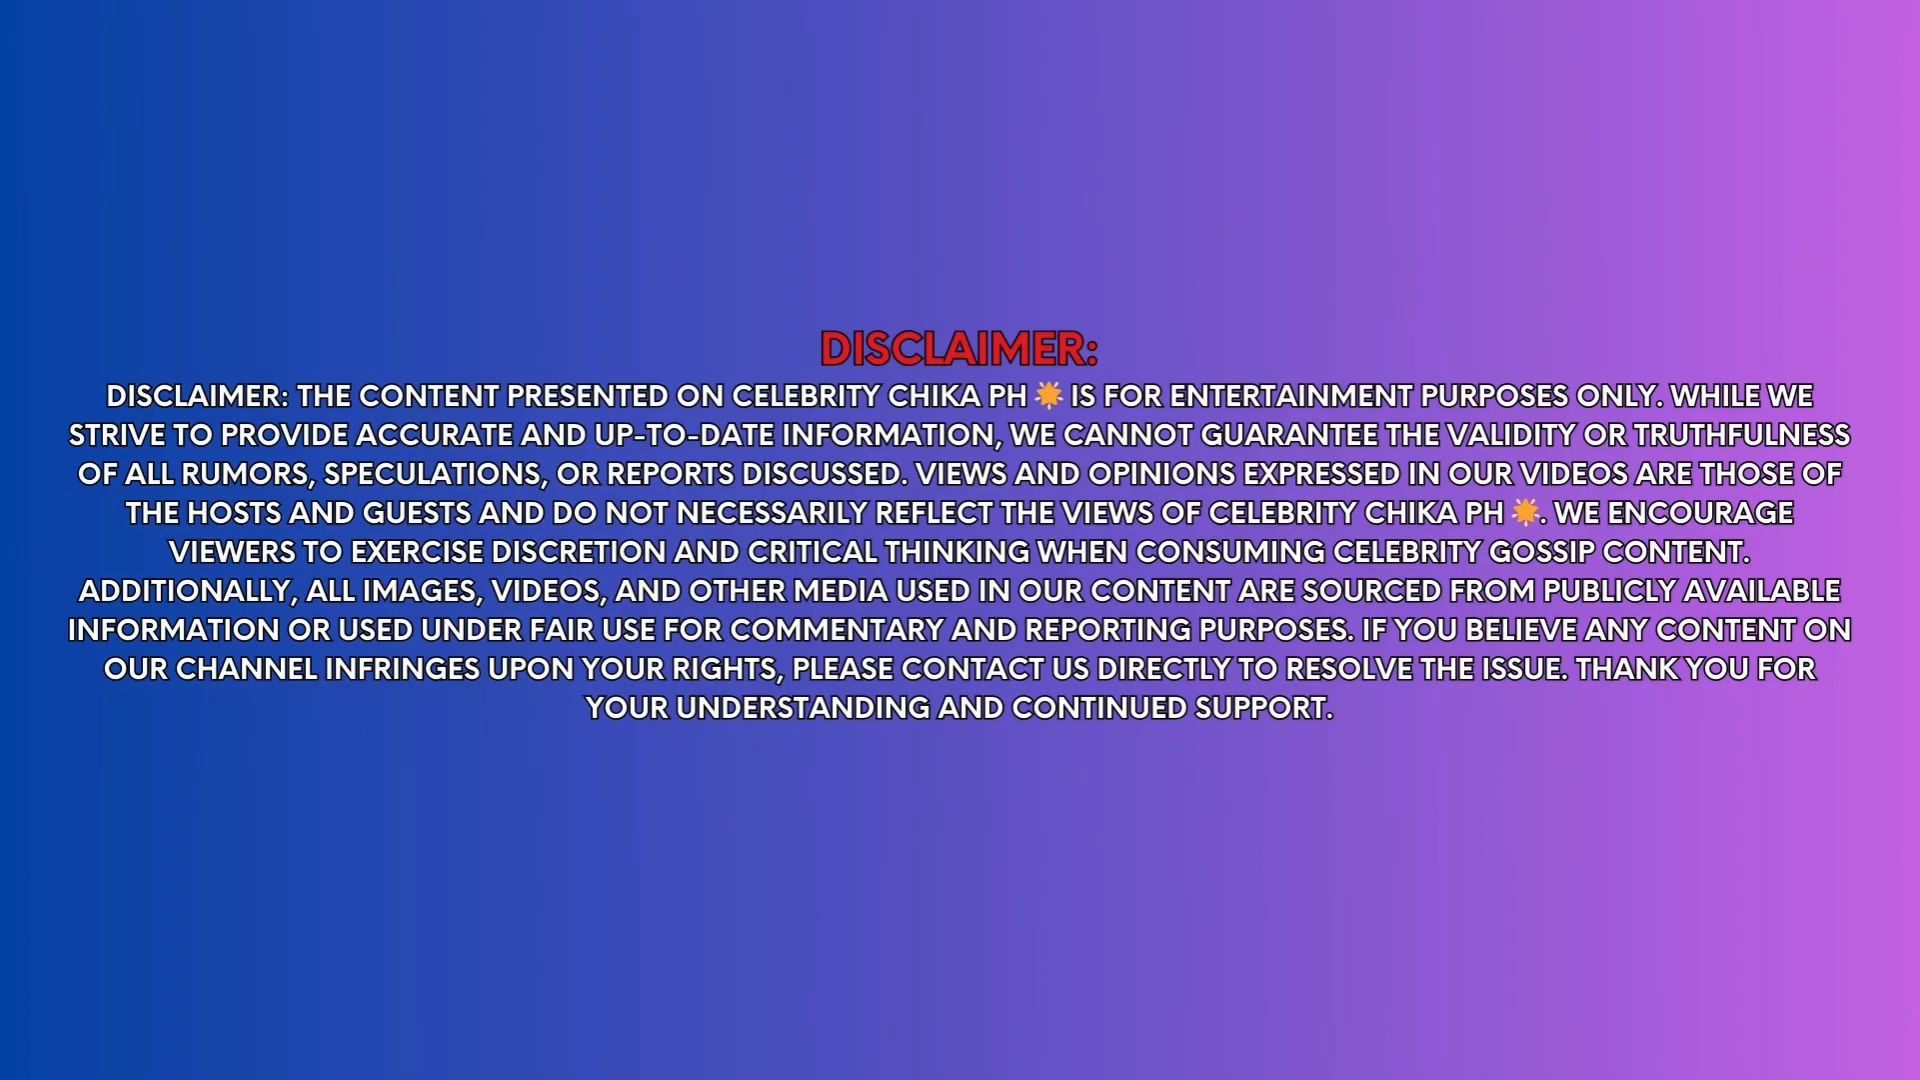 DISCLAIMER:
DISCLAIMER: THE CONTENT PRESENTED ON CELEBRITY CHIKA PH 🌟 IS FOR ENTERTAINMENT PURPOSES ONLY. WHILE WE
STRIVE TO PROVIDE ACCURATE AND UP-TO-DATE INFORMATION, WE CANNOT GUARANTEE THE VALIDITY OR TRUTHFULNESS
OF ALL RUMORS, SPECULATIONS, OR REPORTS DISCUSSED. VIEWS AND OPINIONS EXPRESSED IN OUR VIDEOS ARE THOSE OF
THE HOSTS AND GUESTS AND DO NOT NECESSARILY REFLECT THE VIEWS OF CELEBRITY CHIKA PH 🌟. WE ENCOURAGE
VIEWERS TO EXERCISE DISCRETION AND CRITICAL THINKING WHEN CONSUMING CELEBRITY GOSSIP CONTENT.
ADDITIONALLY, ALL IMAGES, VIDEOS, AND OTHER MEDIA USED IN OUR CONTENT ARE SOURCED FROM PUBLICLY AVAILABLE
INFORMATION OR USED UNDER FAIR USE FOR COMMENTARY AND REPORTING PURPOSES. IF YOU BELIEVE ANY CONTENT ON
OUR CHANNEL INFRINGES UPON YOUR RIGHTS, PLEASE CONTACT US DIRECTLY TO RESOLVE THE ISSUE. THANK YOU FOR
YOUR UNDERSTANDING AND CONTINUED SUPPORT.